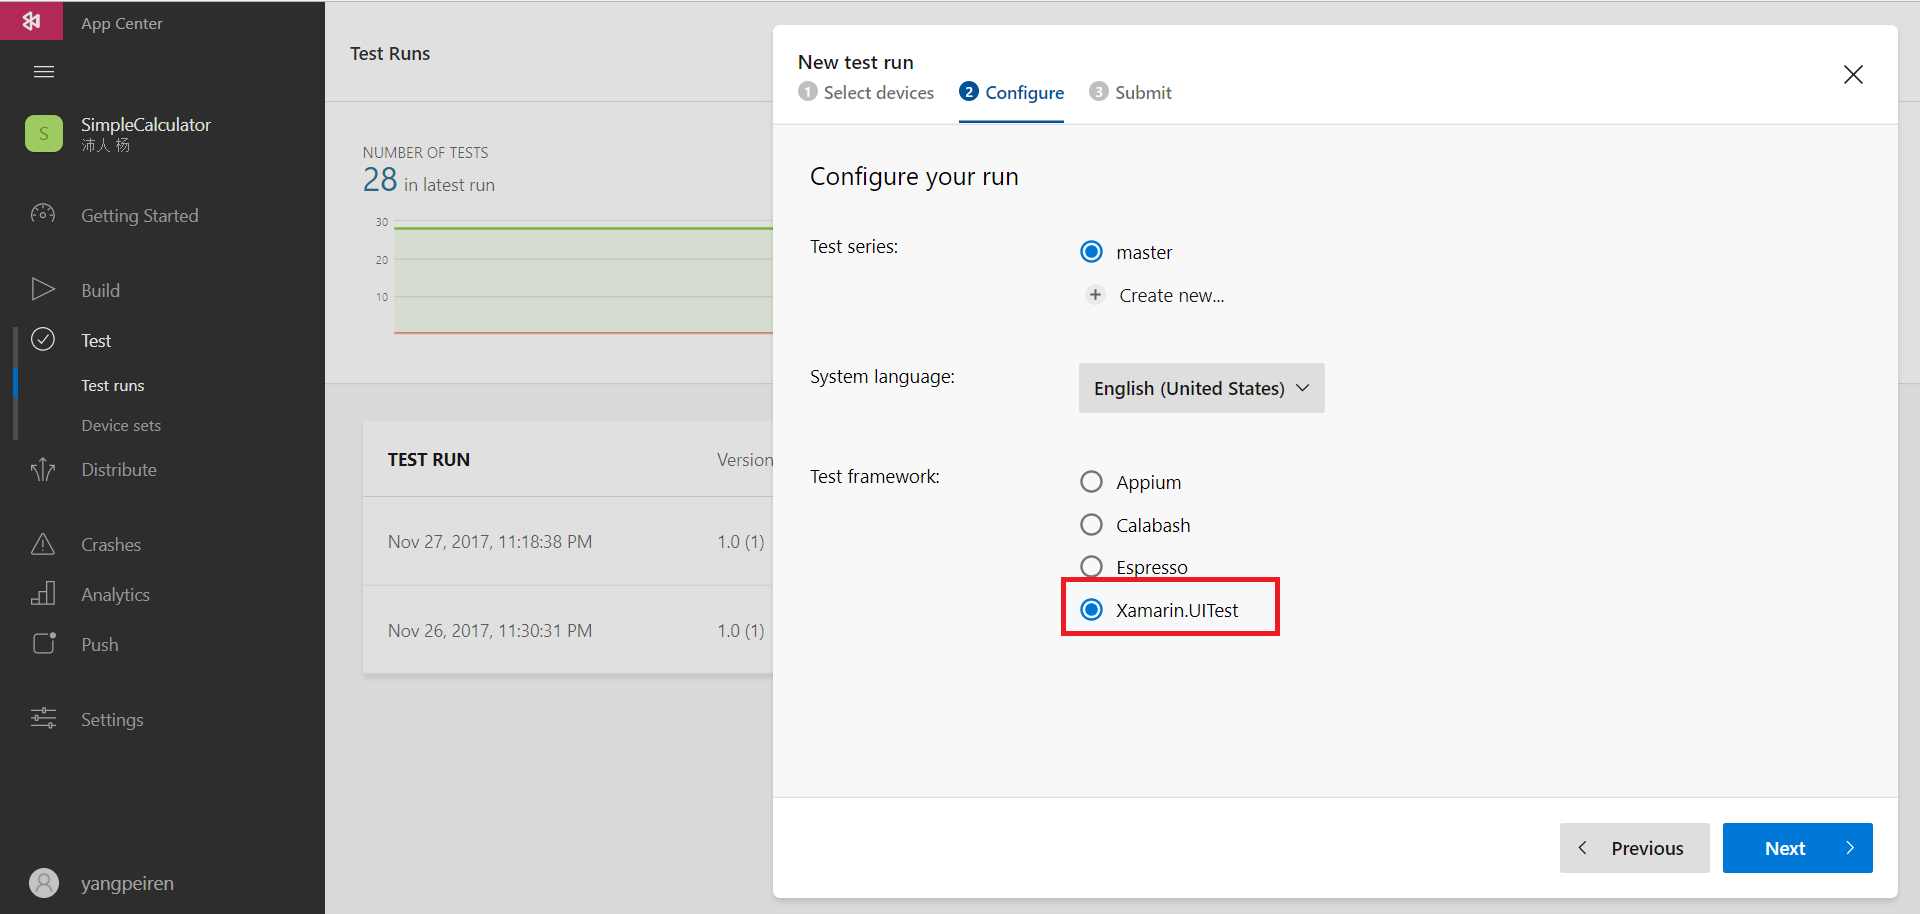 App Center
SimpleCalculator
沛人 杨
Getting Started
Build
Test
Test runs
Device sets
Distribute
Crashes
Analytics
Push
Settings
yangpeiren
Test Runs
NUMBER OF TESTS
28 in latest run
30
20
10
TEST RUN Version
Nov 27, 2017, 11:18:38 PM 1.0 (1)
Nov 26, 2017, 11:30:31 PM 1.0 (1)
New test run
1 Select devices 2 Configure 3 Submit
Configure your run
Test series:
master
Create new...
System language:
English (United States)
Test framework:
Appium
Calabash
Espresso
Xamarin.UITest
Previous
Next
S